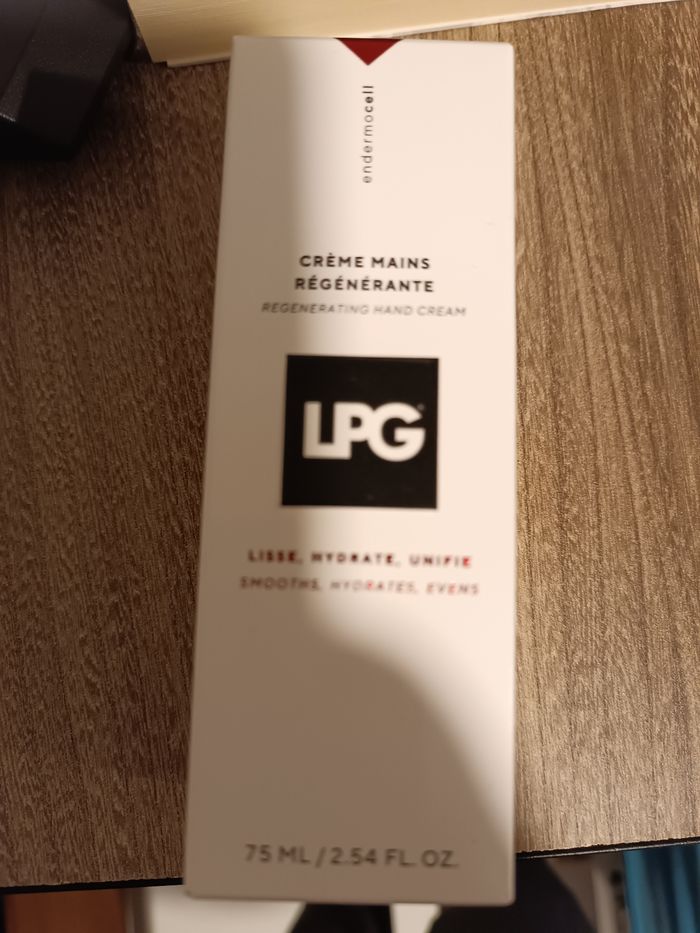 endermocell
CRÈME MAINS
RÉGÉNÉRANTE
REGENERATING HAND CREAM
LPG®
LISSE, HYDRATE, UNIFIE
SMOOTHS, HYDRATES, EVENS
75 ML / 2.54 FL. OZ.